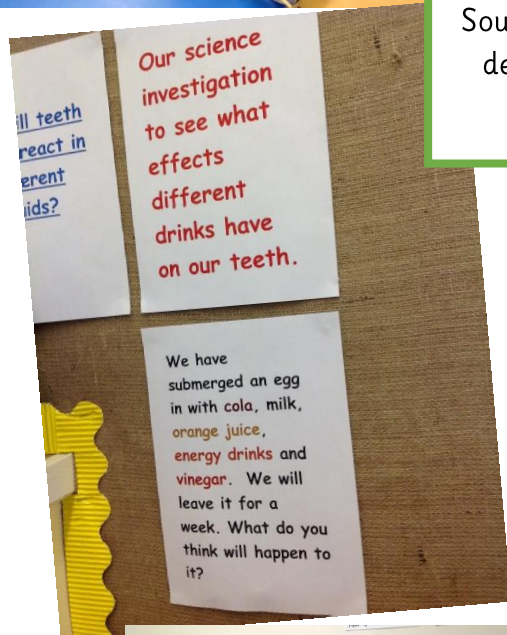 Sou
de
ll teeth
react in
erent
ids?
Our science
investigation
to see what
effects
different
drinks have
on our teeth.
We have
submerged an egg
in with cola, milk,
orange juice,
energy drinks and
vinegar. We will
leave it for a
week. What do you
think will happen to
it?